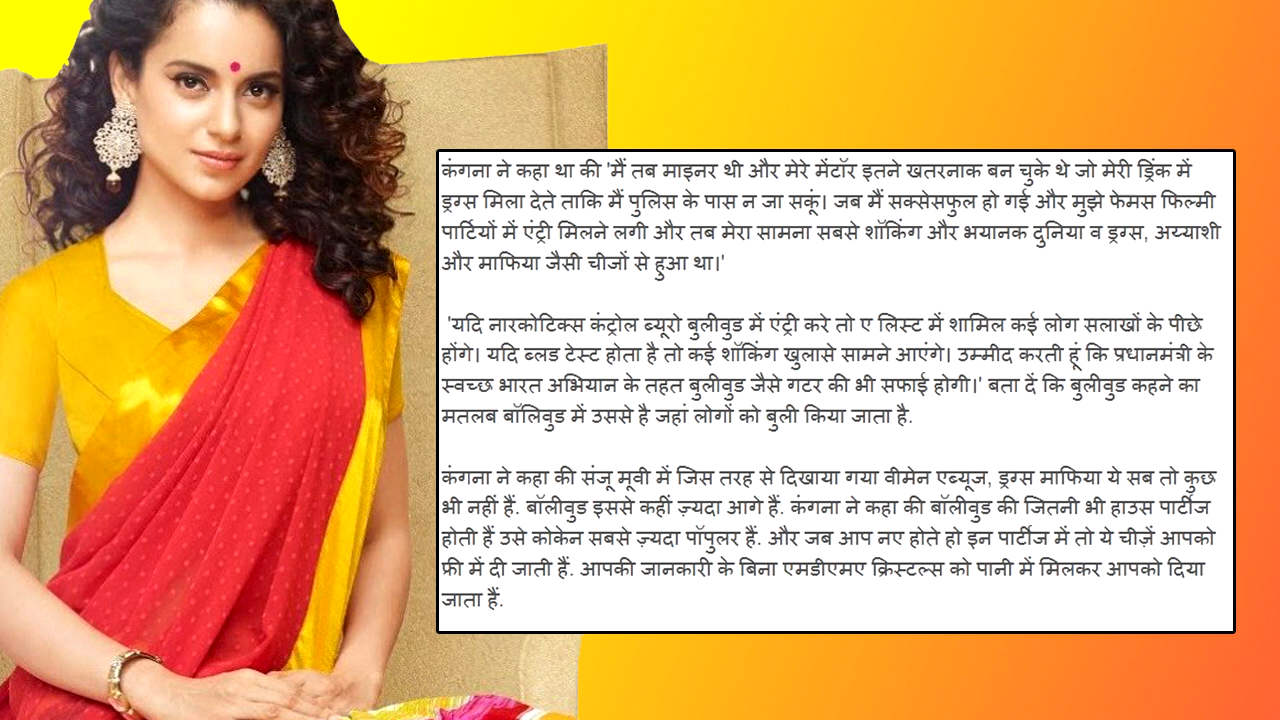 कंगना ने कहा था की 'मैं तब माइनर थी और मेरे मेंटॉर इतने खतरनाक बन चुके थे जो मेरी ड्रिंक में
ड्रग्स मिला देते ताकि मैं पुलिस के पास न जा सकूं। जब मैं सक्सेसफुल हो गई और मुझे फेमस फिल्मी
पार्टियों में एंट्री मिलने लगी और तब मेरा सामना सबसे शॉकिंग और भयानक दुनिया व ड्रग्स, अय्याशी
और माफिया जैसी चीजों से हुआ था।'
'यदि नारकोटिक्स कंट्रोल ब्यूरो बुलीवुड में एंट्री करे तो ए लिस्ट में शामिल कई लोग सलाखों के पीछे
होंगे। यदि ब्लड टेस्ट होता है तो कई शॉकिंग खुलासे सामने आएंगे। उम्मीद करती हूं कि प्रधानमंत्री के
स्वच्छ भारत अभियान के तहत बुलीवुड जैसे गटर की भी सफाई होगी।' बता दें कि बुलीवुड कहने का
मतलब बॉलिवुड में उससे है जहां लोगों को बुली किया जाता है.
कंगना ने कहा की संजू मूवी में जिस तरह से दिखाया गया वीमेन एब्यूज, ड्रग्स माफिया ये सब तो कुछ
भी नहीं हैं. बॉलीवुड इससे कहीं ज़्यदा आगे हैं. कंगना ने कहा की बॉलीवुड की जितनी भी हाउस पार्टीज
होती हैं उसे कोकेन सबसे ज़्यदा पॉपुलर हैं. और जब आप नए होते हो इन पार्टीज में तो ये चीज़ें आपको
फ्री में दी जाती हैं. आपकी जानकारी के बिना एमडीएमए क्रिस्टल्स को पानी में मिलकर आपको दिया
जाता हैं.